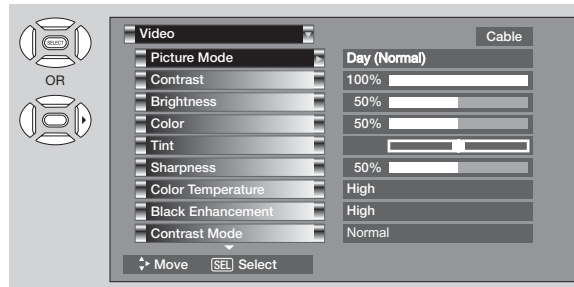 SELECT
OR
Video
Cable
Picture Mode Day (Normal)
Contrast 100%
Brightness 50%
Color 50%
Tint
Sharpness 50%
Color Temperature High
Black Enhancement High
Contrast Mode Normal
Move SEL Select